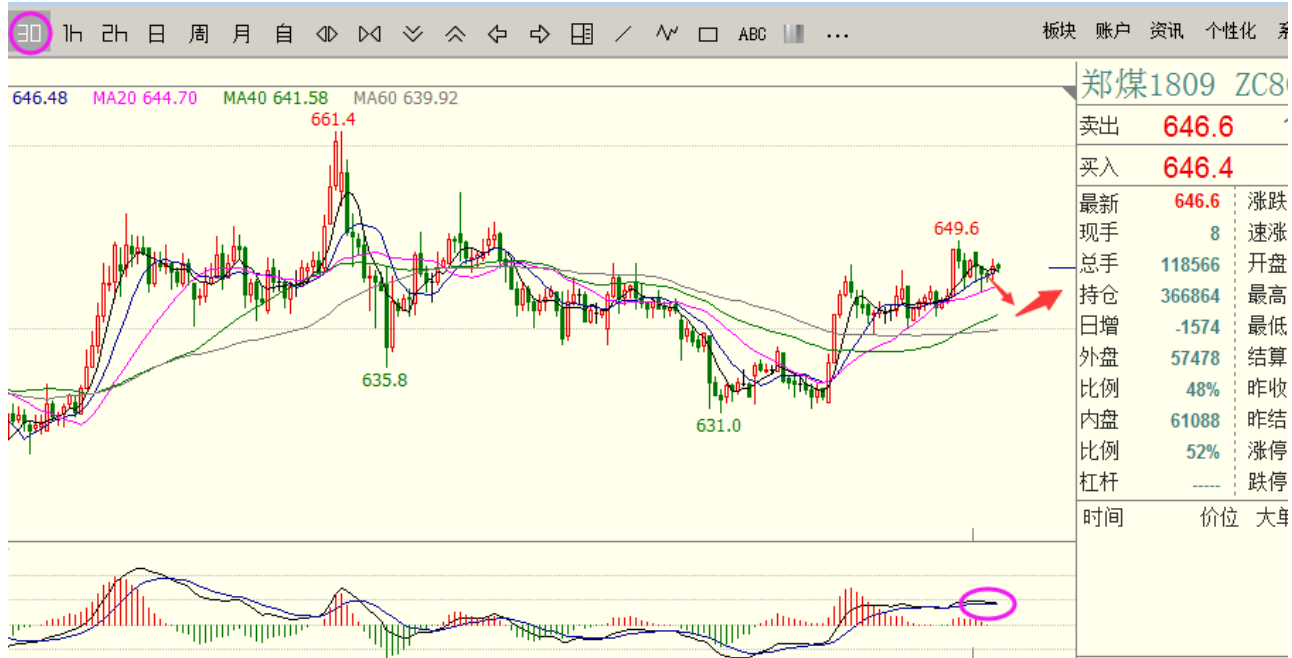 30 1h 2h 日 周 月 自 ABC ... 板块 账户 资讯 个性化
646.48 MA20 644.70 MA40 641.58 MA60 639.92
661.4
649.6
635.8
631.0
郑煤1809 ZC8
卖出 646.6
买入 646.4
最新 646.6 涨跌
现手 8 速涨
总手 118566 开盘
持仓 366864 最高
日增 -1574 最低
外盘 57478 结算
比例 48% 昨收
内盘 61088 昨结
比例 52% 涨停
杠杆 ----- 跌停
时间 价位 大单